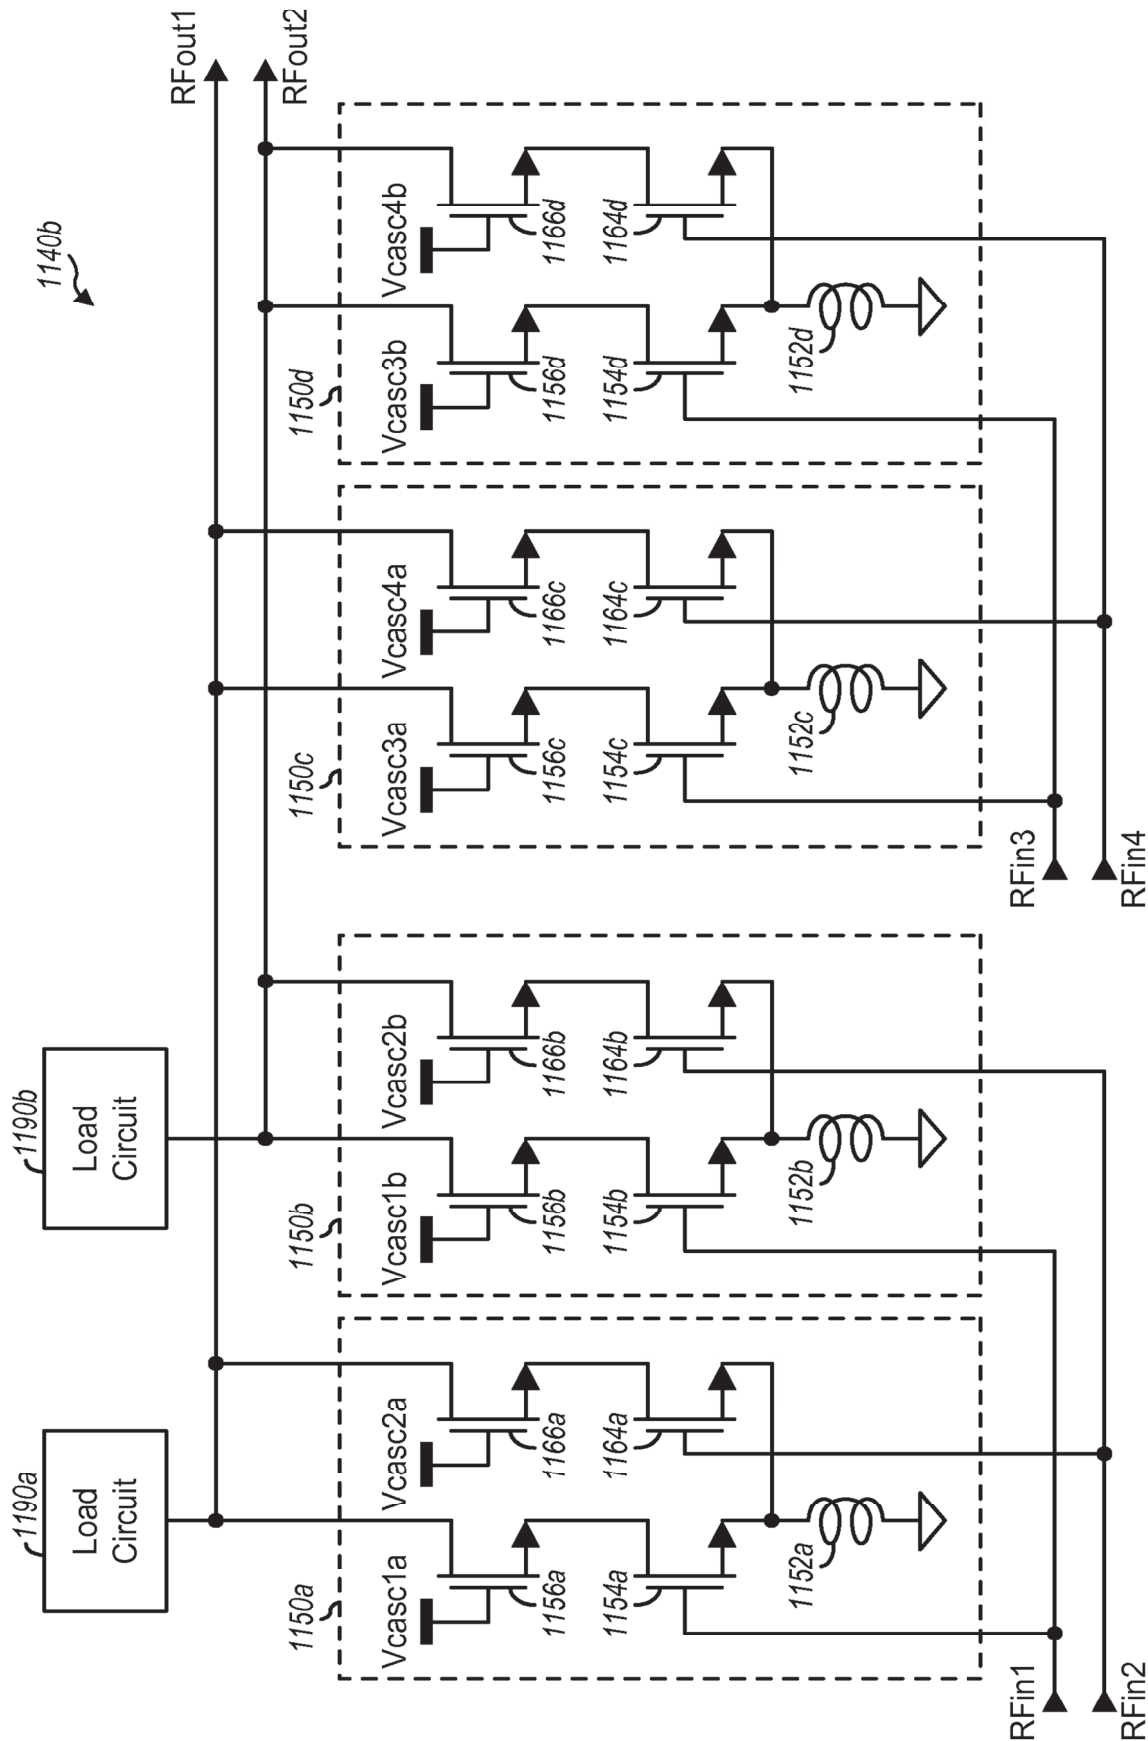 1140b
1190a
Load
Circuit
1190b
Load
Circuit
RFout1
RFout2
1150a
Vcasc1a
Vcasc2a
1156a
1166a
1154a
1164a
1152a
1150b
Vcasc1b
Vcasc2b
1156b
1166b
1154b
1164b
1152b
1150c
Vcasc3a
Vcasc4a
1156c
1166c
1154c
1164c
1152c
1150d
Vcasc3b
Vcasc4b
1156d
1166d
1154d
1164d
1152d
RFin1
RFin2
RFin3
RFin4